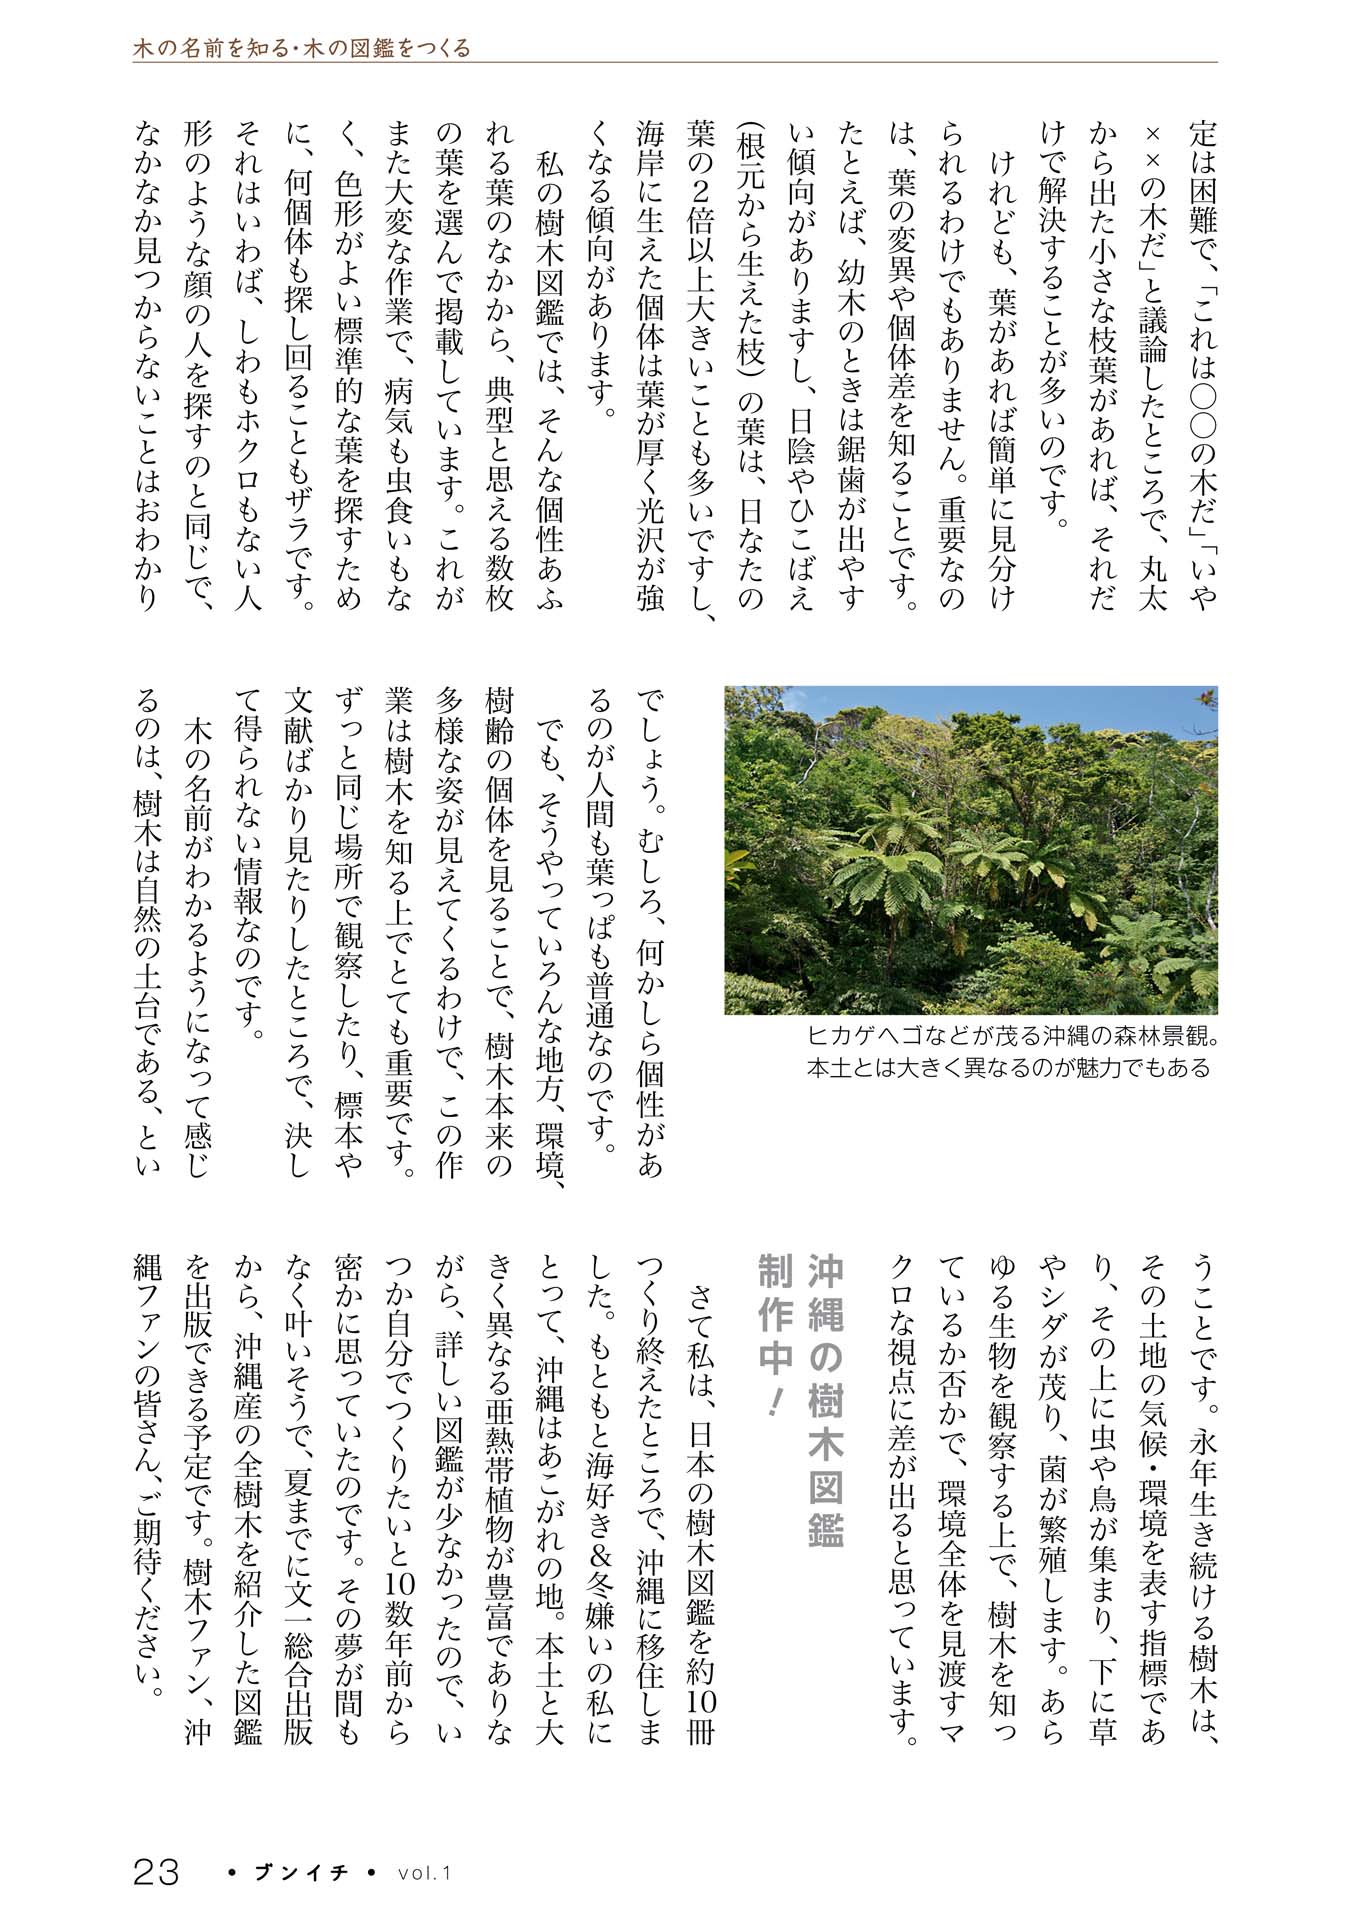 木の名前を知る・木の図鑑をつくる
定は困難で、「これは〇〇の木だ」「いや
××の木だ」と議論したところで、丸太
から出た小さな枝葉があれば、それだ
けで解決することが多いのです。
けれども、葉があれば簡単に見分け
られるわけでもありません。重要なの
は、葉の変異や個体差を知ることです。
たとえば、幼木のときは鋸歯が出やす
い傾向がありますし、日陰やひこばえ
（根元から生えた枝）の葉は、日なたの
葉の2倍以上大きいことも多いですし、
海岸に生えた個体は葉が厚く光沢が強
くなる傾向があります。
私の樹木図鑑では、そんな個性あふ
れる葉のなかから、典型と思える数枚
の葉を選んで掲載しています。これが
また大変な作業で、病気も虫食いもな
く、色形がよい標準的な葉を探すため
に、何個体も探し回ることもザラです。
それはいわば、しわもホクロもない人
形のような顔の人を探すのと同じで、
なかなか見つからないことはおわかり
でしょう。むしろ、何かしら個性があ
るのが人間も葉っぱも普通なのです。
でも、そうやっていろんな地方、環境、
樹齢の個体を見ることで、樹木本来の
多様な姿が見えてくるわけで、この作
業は樹木を知る上でとても重要です。
ずっと同じ場所で観察したり、標本や
文献ばかり見たりしたところで、決し
て得られない情報なのです。
木の名前がわかるようになって感じ
るのは、樹木は自然の土台である、とい
ヒカゲヘゴなどが茂る沖縄の森林景観。
本土とは大きく異なるのが魅力でもある
うことです。永年生き続ける樹木は、
その土地の気候・環境を表す指標であ
り、その上に虫や鳥が集まり、下に草
やシダが茂り、菌が繁殖します。あら
ゆる生物を観察する上で、樹木を知っ
ているか否かで、環境全体を見渡すマ
クロな視点に差が出ると思っています。
沖縄の樹木図鑑
制作中！
さて私は、日本の樹木図鑑を約10冊
つくり終えたところで、沖縄に移住しま
した。もともと海好き＆冬嫌いの私に
とって、沖縄はあこがれの地。本土と大
きく異なる亜熱帯植物が豊富でありな
がら、詳しい図鑑が少なかったので、い
つか自分でつくりたいと10数年前から
密かに思っていたのです。その夢が間も
なく叶いそうで、夏までに文一総合出版
から、沖縄産の全樹木を紹介した図鑑
を出版できる予定です。樹木ファン、沖
縄ファンの皆さん、ご期待ください。
23 ・ブンイチ・ vol.1